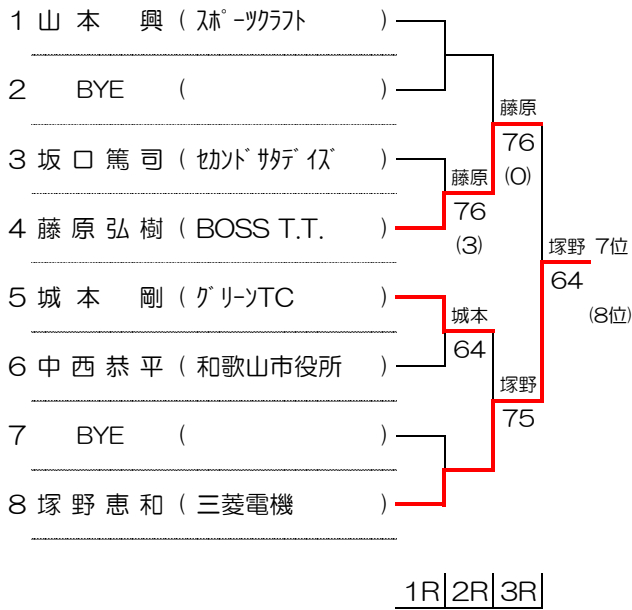 1 山 本 興 ( スポーツクラフト )
2 BYE ( )
藤原
76
(0)
3 坂 口 篤 司 ( セカンドサタデイズ )
藤原
76
(3)
4 藤 原 弘 樹 ( BOSS T.T. )
塚野 7位
64
(8位)
5 城 本 剛 ( グリーンTC )
城本
64
6 中 西 恭 平 ( 和歌山市役所 )
塚野
75
7 BYE ( )
8 塚 野 恵 和 ( 三菱電機 )
1R 2R 3R